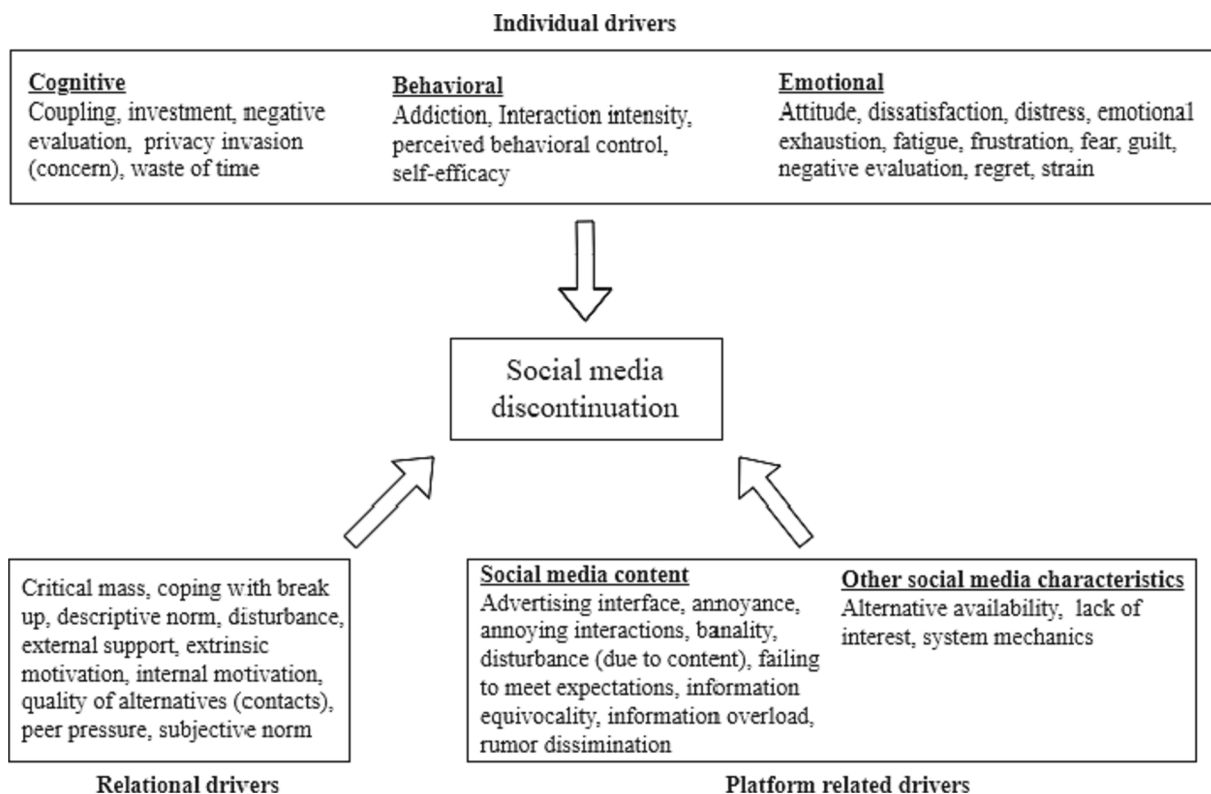 Individual drivers
Cognitive
Coupling, investment, negative
evaluation, privacy invasion
(concern), waste of time
Behavioral
Addiction, Interaction intensity,
perceived behavioral control,
self-efficacy
Emotional
Attitude, dissatisfaction, distress, emotional
exhaustion, fatigue, frustration, fear, guilt,
negative evaluation, regret, strain
Social media
discontinuation
Critical mass, coping with break
up, descriptive norm, disturbance,
external support, extrinsic
motivation, internal motivation,
quality of alternatives (contacts),
peer pressure, subjective norm
Relational drivers
Social media content
Advertising interface, annoyance,
annoying interactions, banality,
disturbance (due to content), failing
to meet expectations, information
equivocality, information overload,
rumor dissimination
Other social media characteristics
Alternative availability, lack of
interest, system mechanics
Platform related drivers